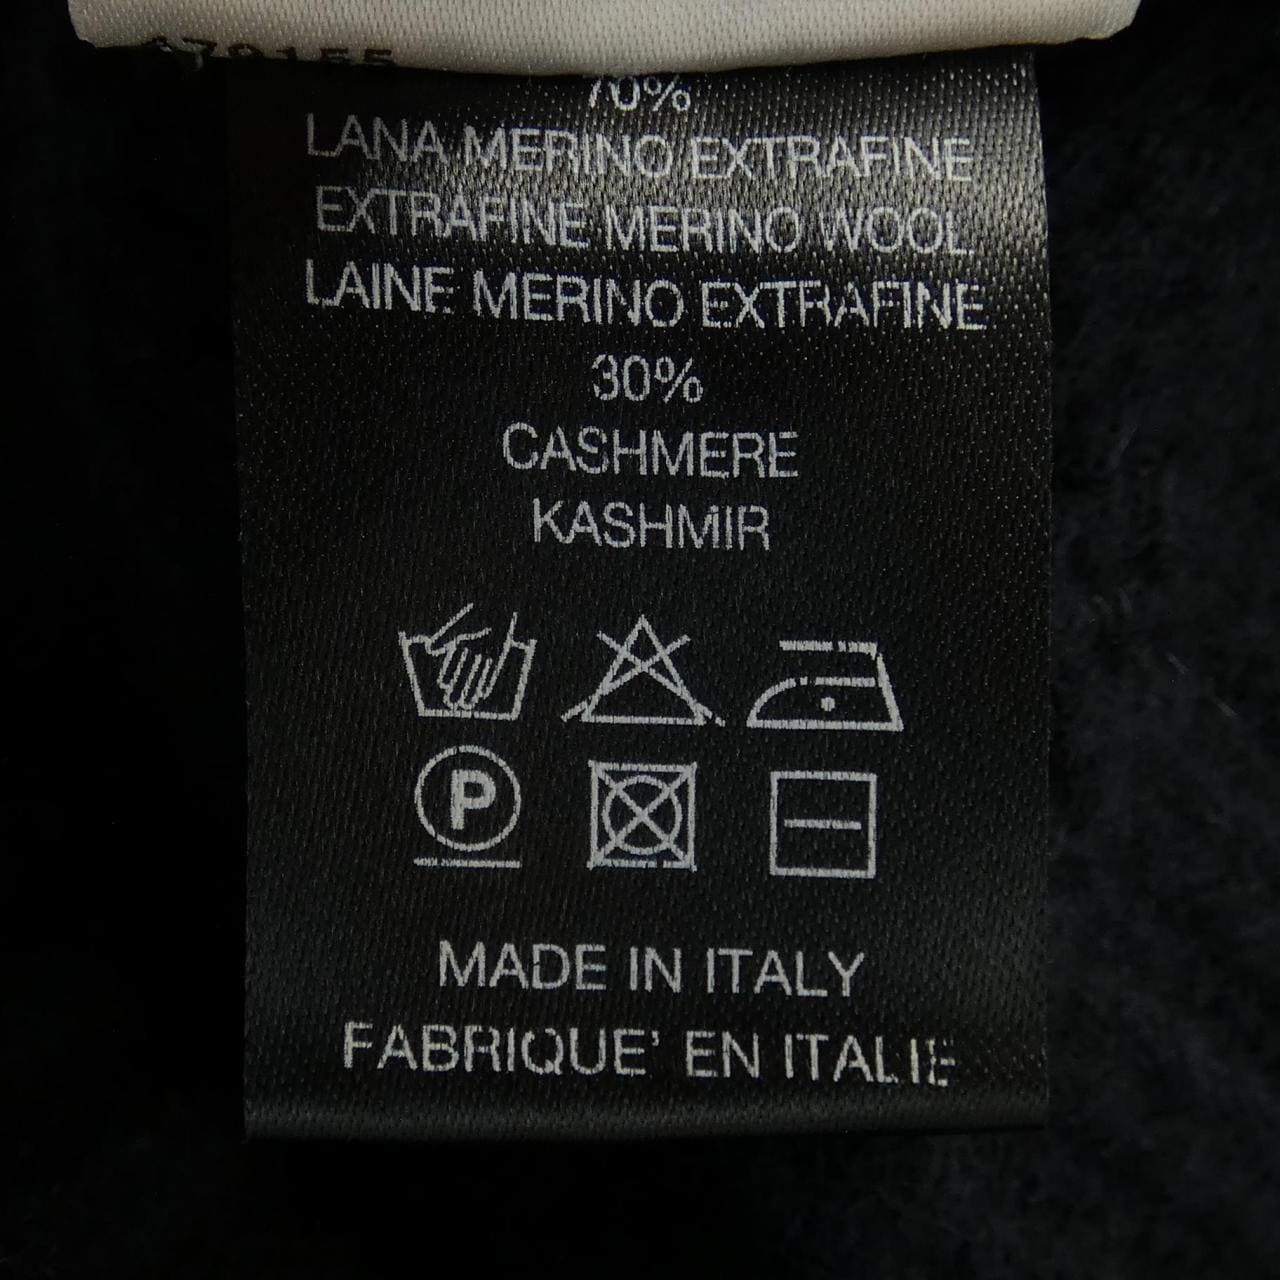 70%
LANA MERINO EXTRAFINE
EXTRAFINE MERINO WOOL
LAINE MERINO EXTRAFINE
30%
CASHMERE
KASHMIR
P
MADE IN ITALY
FABRIQUE' EN ITALIE